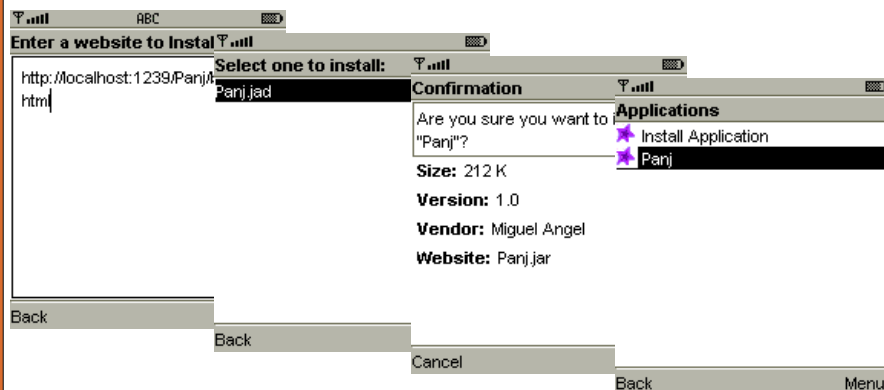 ABC
Enter a website to Instal
http://localhost:1239/Panj/
html
Back
Select one to install:
Panj.jad
Back
Confirmation
Are you sure you want to i
"Panj"?
Size: 212 K
Version: 1.0
Vendor: Miguel Angel
Website: Panj.jar
Cancel
Applications
Install Application
Panj
Back Menu